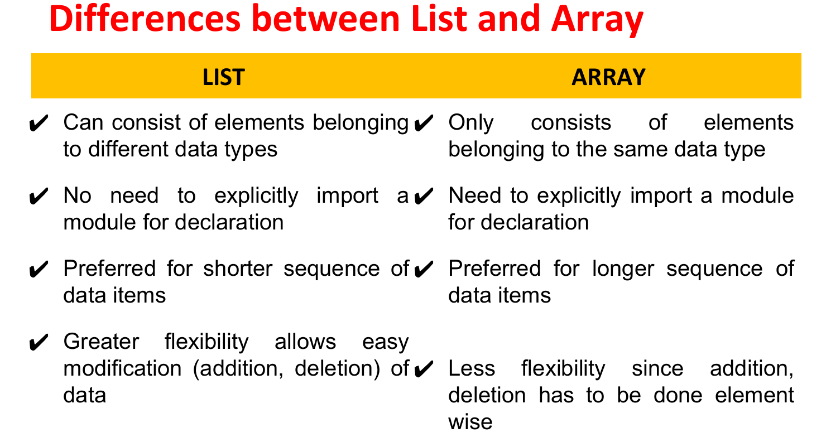 Differences between List and Array
LIST
ARRAY
✔ Can consist of elements belonging
to different data types
✔ Only consists of elements
belonging to the same data type
✔ No need to explicitly import a
module for declaration
✔ Need to explicitly import a module
for declaration
✔ Preferred for shorter sequence of
data items
✔ Preferred for longer sequence of
data items
✔ Greater flexibility allows easy
modification (addition, deletion) of
data
✔ Less flexibility since addition,
deletion has to be done element
wise